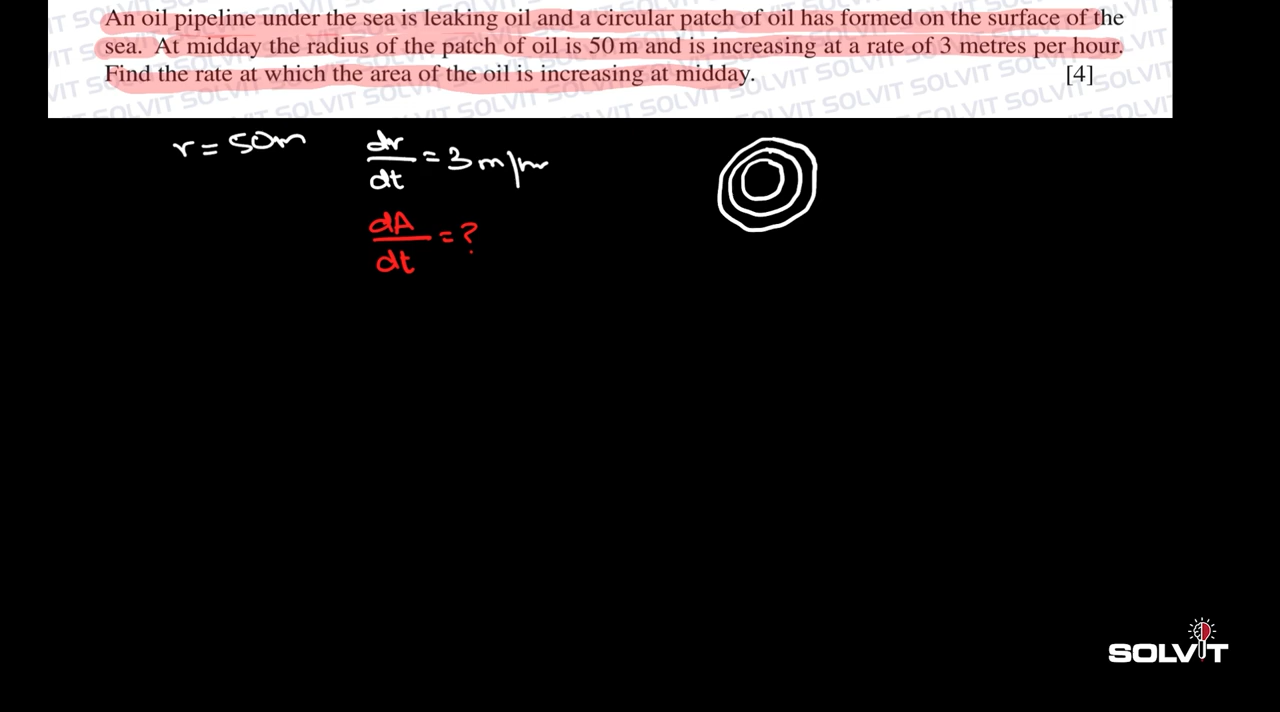 An oil pipeline under the sea is leaking oil and a circular patch of oil has formed on the surface of the
sea. At midday the radius of the patch of oil is 50 m and is increasing at a rate of 3 metres per hour.
Find the rate at which the area of the oil is increasing at midday. [4]
r = 50m dr/dt = 3 m/hr
dA/dt = ?
SOLVIT